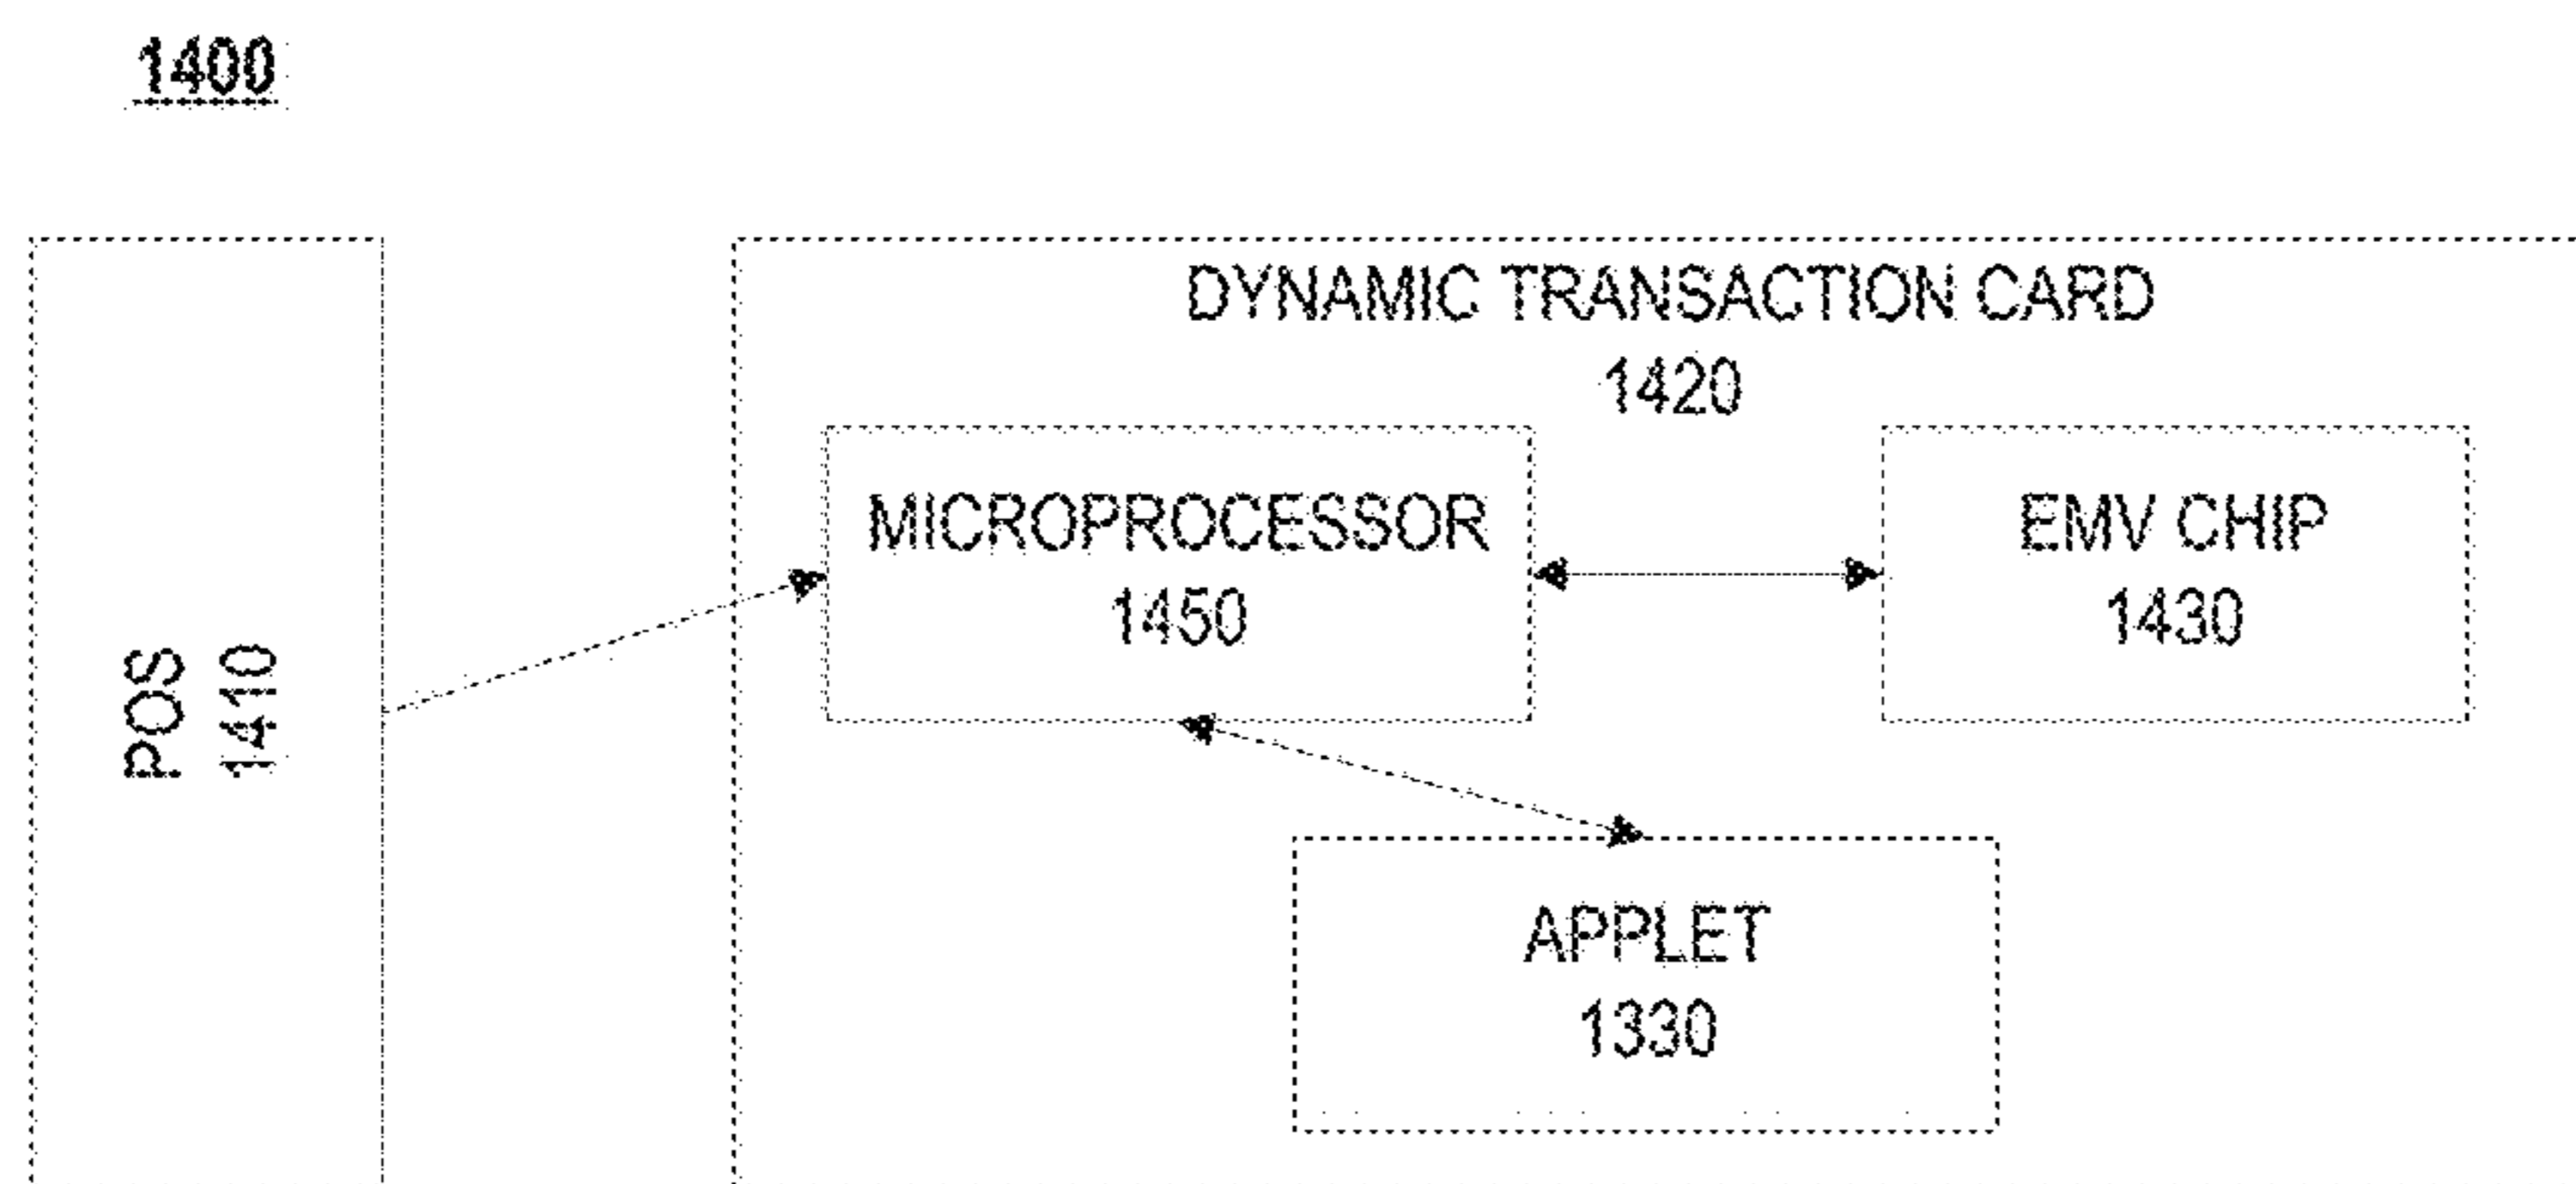 1400
POS
1410
DYNAMIC TRANSACTION CARD
1420
MICROPROCESSOR
1450
EMV CHIP
1430
APPLET
1330